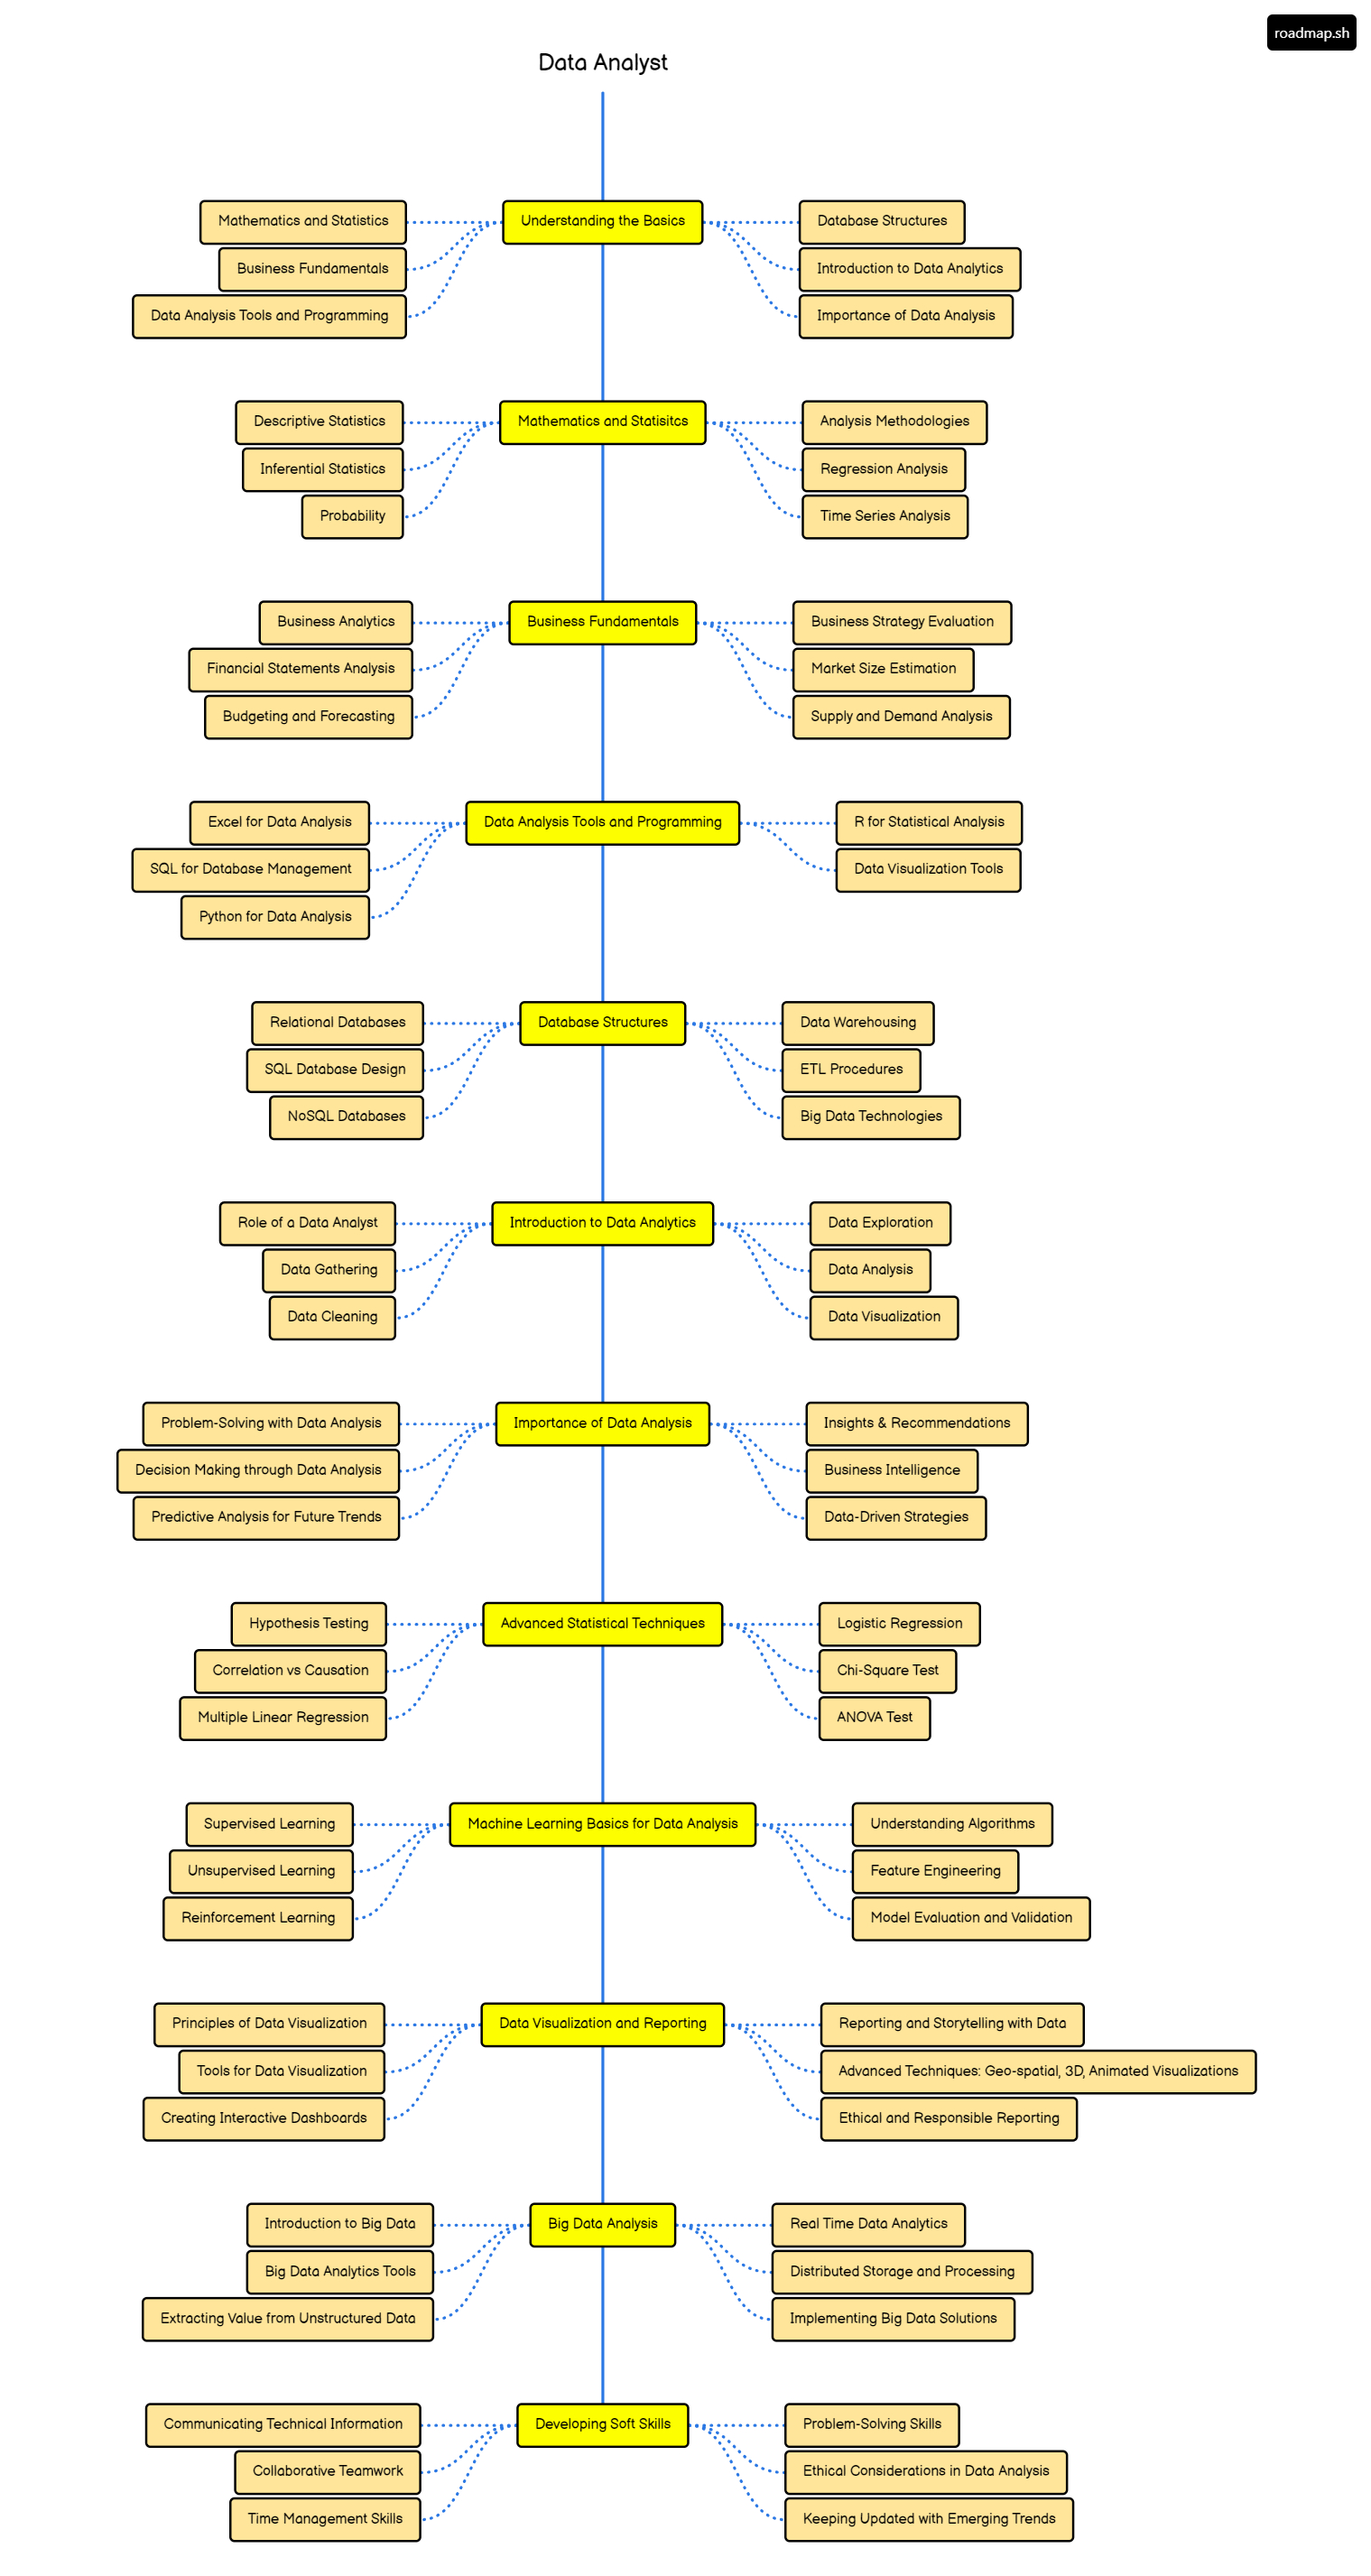 roadmap.sh
Data Analyst
Understanding the Basics
Mathematics and Statistics
Business Fundamentals
Data Analysis Tools and Programming
Database Structures
Introduction to Data Analytics
Importance of Data Analysis
Mathematics and Statisitcs
Descriptive Statistics
Inferential Statistics
Probability
Analysis Methodologies
Regression Analysis
Time Series Analysis
Business Fundamentals
Business Analytics
Financial Statements Analysis
Budgeting and Forecasting
Business Strategy Evaluation
Market Size Estimation
Supply and Demand Analysis
Data Analysis Tools and Programming
Excel for Data Analysis
SQL for Database Management
Python for Data Analysis
R for Statistical Analysis
Data Visualization Tools
Database Structures
Relational Databases
SQL Database Design
NoSQL Databases
Data Warehousing
ETL Procedures
Big Data Technologies
Introduction to Data Analytics
Role of a Data Analyst
Data Gathering
Data Cleaning
Data Exploration
Data Analysis
Data Visualization
Importance of Data Analysis
Problem-Solving with Data Analysis
Decision Making through Data Analysis
Predictive Analysis for Future Trends
Insights & Recommendations
Business Intelligence
Data-Driven Strategies
Advanced Statistical Techniques
Hypothesis Testing
Correlation vs Causation
Multiple Linear Regression
Logistic Regression
Chi-Square Test
ANOVA Test
Machine Learning Basics for Data Analysis
Supervised Learning
Unsupervised Learning
Reinforcement Learning
Understanding Algorithms
Feature Engineering
Model Evaluation and Validation
Data Visualization and Reporting
Principles of Data Visualization
Tools for Data Visualization
Creating Interactive Dashboards
Reporting and Storytelling with Data
Advanced Techniques: Geo-spatial, 3D, Animated Visualizations
Ethical and Responsible Reporting
Big Data Analysis
Introduction to Big Data
Big Data Analytics Tools
Extracting Value from Unstructured Data
Real Time Data Analytics
Distributed Storage and Processing
Implementing Big Data Solutions
Developing Soft Skills
Communicating Technical Information
Collaborative Teamwork
Time Management Skills
Problem-Solving Skills
Ethical Considerations in Data Analysis
Keeping Updated with Emerging Trends